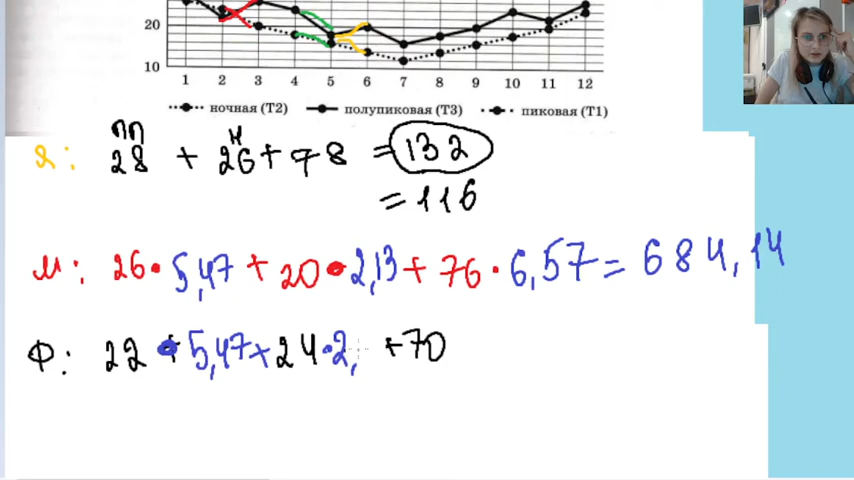 20
10
1 2 3 4 5 6 7 8 9 10 11 12
ночная (Т2) полупиковая (Т3) пиковая (Т1)
пп н
Я: 28 + 26 + 78 = 132
= 116
М: 26 · 5,47 + 20 · 2,13 + 76 · 6,57 = 684,14
Ф: 22 · 5,47 + 24 · 2, + 70